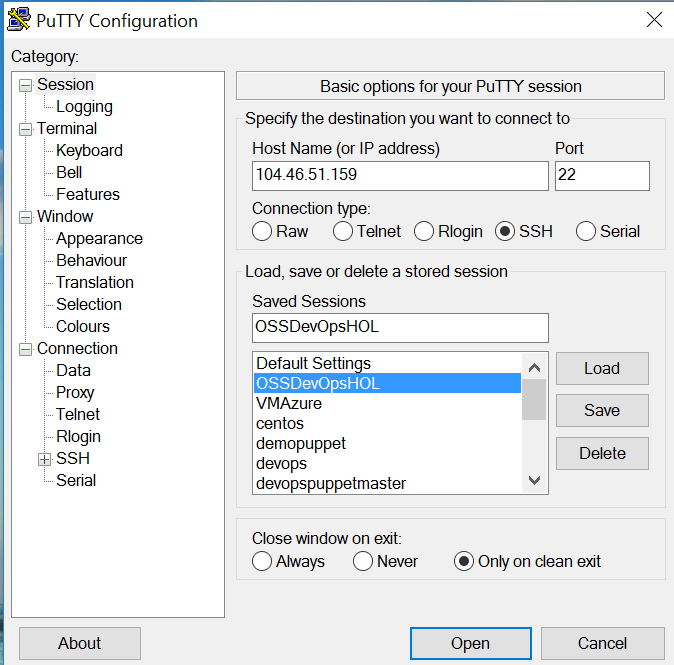 PuTTY Configuration
Category:
Session
Logging
Terminal
Keyboard
Bell
Features
Window
Appearance
Behaviour
Translation
Selection
Colours
Connection
Data
Proxy
Telnet
Rlogin
SSH
Serial
Basic options for your PuTTY session
Specify the destination you want to connect to
Host Name (or IP address) Port
104.46.51.159 22
Connection type:
Raw Telnet Rlogin SSH Serial
Load, save or delete a stored session
Saved Sessions
OSSDevOpsHOL
Default Settings
OSSDevOpsHOL
VMAzure
centos
demopuppet
devops
devopspuppetmaster
Load
Save
Delete
Close window on exit:
Always Never Only on clean exit
About Open Cancel